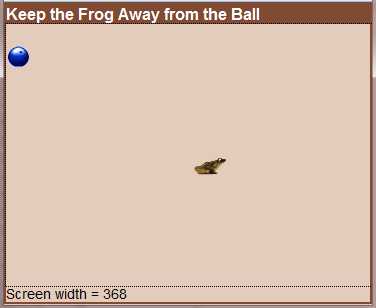 Keep the Frog Away from the Ball
Screen width = 368